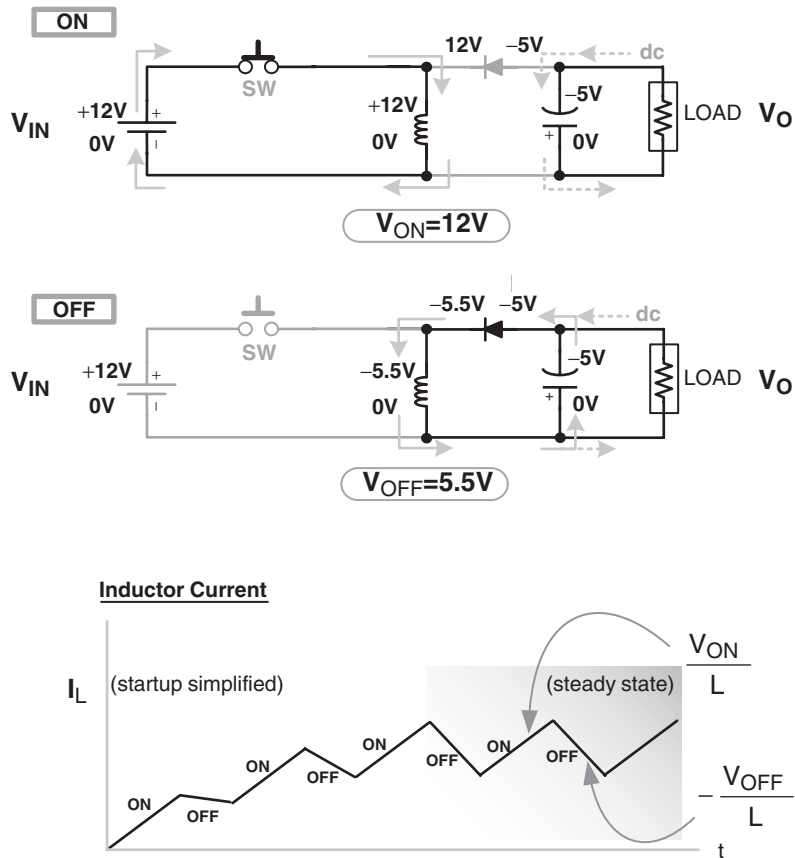 ON
12V –5V dc
SW
V_IN +12V + +12V –5V LOAD V_O
0V – 0V + 0V
V_ON=12V
OFF
–5.5V –5V dc
SW
V_IN +12V + –5.5V –5V LOAD V_O
0V – 0V + 0V
V_OFF=5.5V
Inductor Current
I_L (startup simplified) (steady state) V_ON
L
ON OFF ON OFF ON OFF ON OFF
– V_OFF
L
t